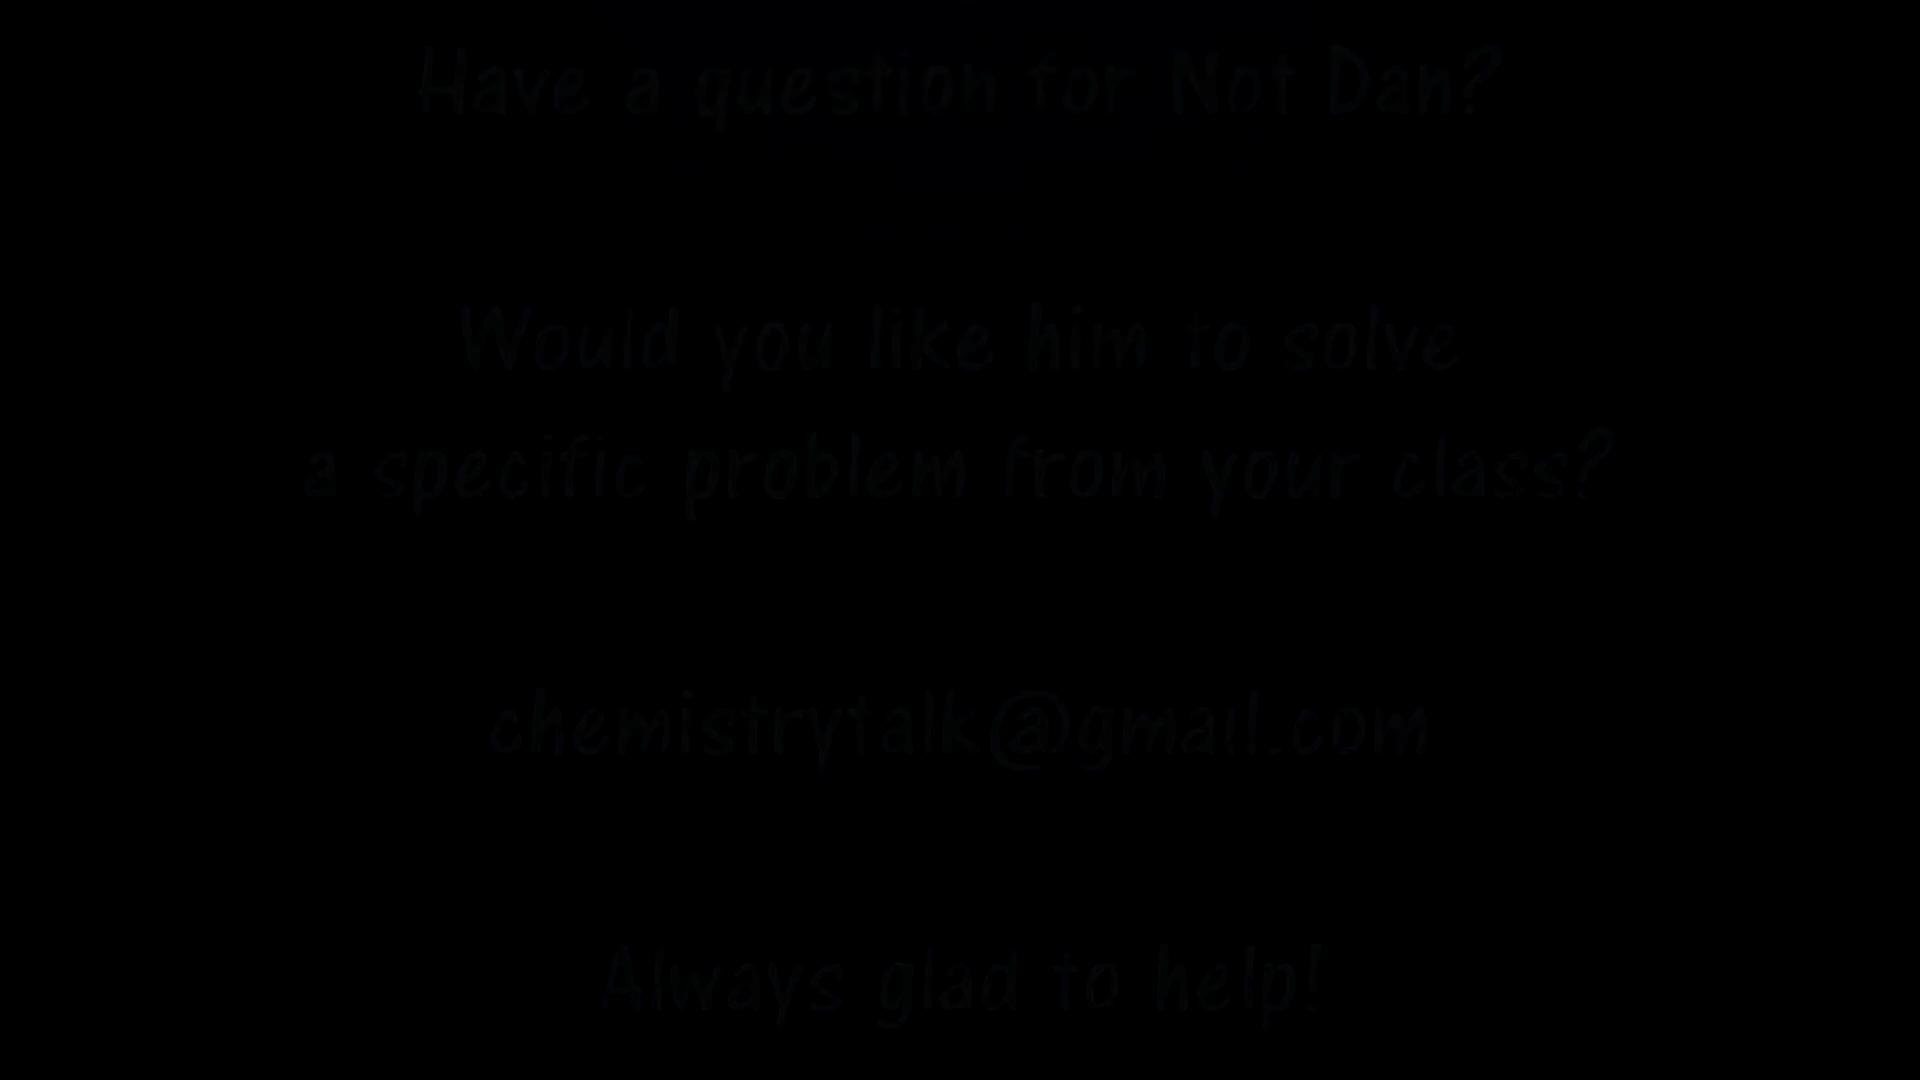 Have a question for Not Dan?
Would you like him to solve
a specific problem from your class?
chemistrytalk@gmail.com
Always glad to help!